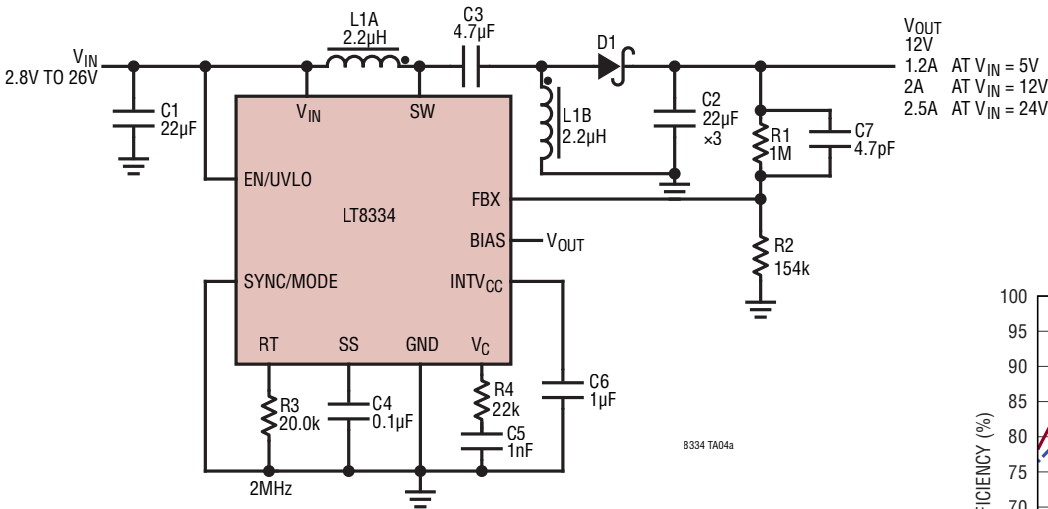 L1A
2.2µH
C3
4.7µF
D1
VIN
2.8V TO 26V
VOUT
12V
1.2A AT VIN = 5V
2A AT VIN = 12V
2.5A AT VIN = 24V
C1
22µF
VIN
SW
L1B
2.2µH
C2
22µF
×3
R1
1M
C7
4.7pF
EN/UVLO
LT8334
FBX
BIAS
VOUT
R2
154k
SYNC/MODE
INTVCC
RT
SS
GND
VC
R3
20.0k
C4
0.1µF
R4
22k
C5
1nF
C6
1µF
8334 TA04a
2MHz
100
95
90
85
80
75
70
FICIENCY (%)